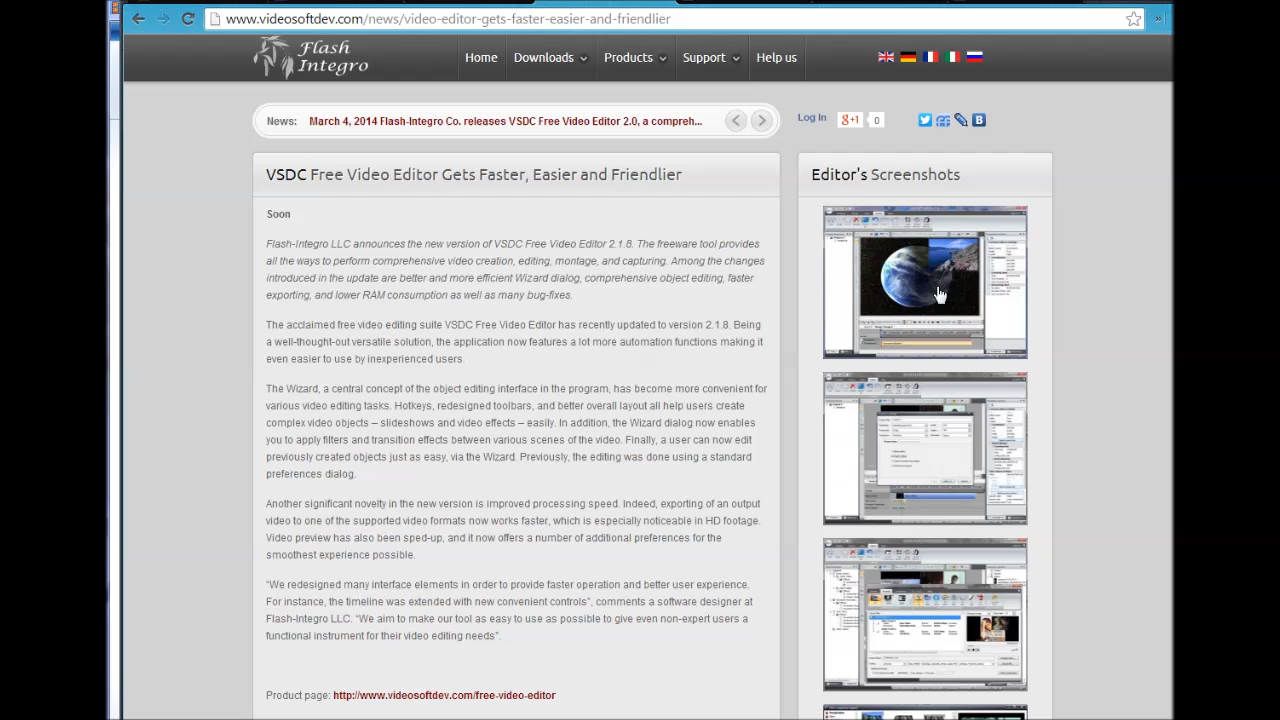 www.videosoftdev.com/news/video-editor-gets-faster-easier-and-friendlier
»
Flash Integro
Home
Downloads
Products
Support
Help us
News:
March 4, 2014 Flash-Integro Co. releases VSDC Free Video Editor 2.0, a compreh...
Log In
g+1
0
VSDC Free Video Editor Gets Faster, Easier and Friendlier
Editor's Screenshots
Soon
LLC announces the new version of VSDC Free Video Editor 2.1.8. The freeware tool provides
all features to perform comprehensive video creation, editing, montage, and capturing. Among the changes
introduced in the update are better and more efficient Wizard dialog, comprehensive object editing, faster
exporting, and lower RAM consumption as well as many bug-fixes.
The acclaimed free video editing suite VSDC Free Video Editor has recently updated to version 2.1.8. Being
a well-thought-out versatile solution, the application now features a lot more automation functions making it
even easier to use by inexperienced users.
The Wizard, a central concept of the object editing interface in the program, has become more convenient for
various video editing tasks. Hotkeys, redesigned toolbars, and better overall layout all help users create
complex video objects – slideshows and video effects – easily. In addition, the Wizard dialog now enables
filters and transition effects between various scenes of the video. Finally, a user can now edit
previously created objects just as easy, via the Wizard. Previously, the editing was done using a standard
preferences dialog.
Another significant novelty of the new version is improved processing speed. Indeed, exporting of an output
video to one of the supported video formats now works faster, which is especially noticeable in HD footage.
Video preview has also been sped-up, and it now offers a number of additional preferences for the
smoothest experience possible.
"We redesigned many interface elements in order to provide faster operation and better user experience.
the timeline was extended with a number of new controls", comments a software designer at
LLC. "We aim to make our tool as easy to use as possible to give even non-expert users a
functional instrument for their video editing needs".
Product page: http://www.videosoftdev.com/free-video-editor